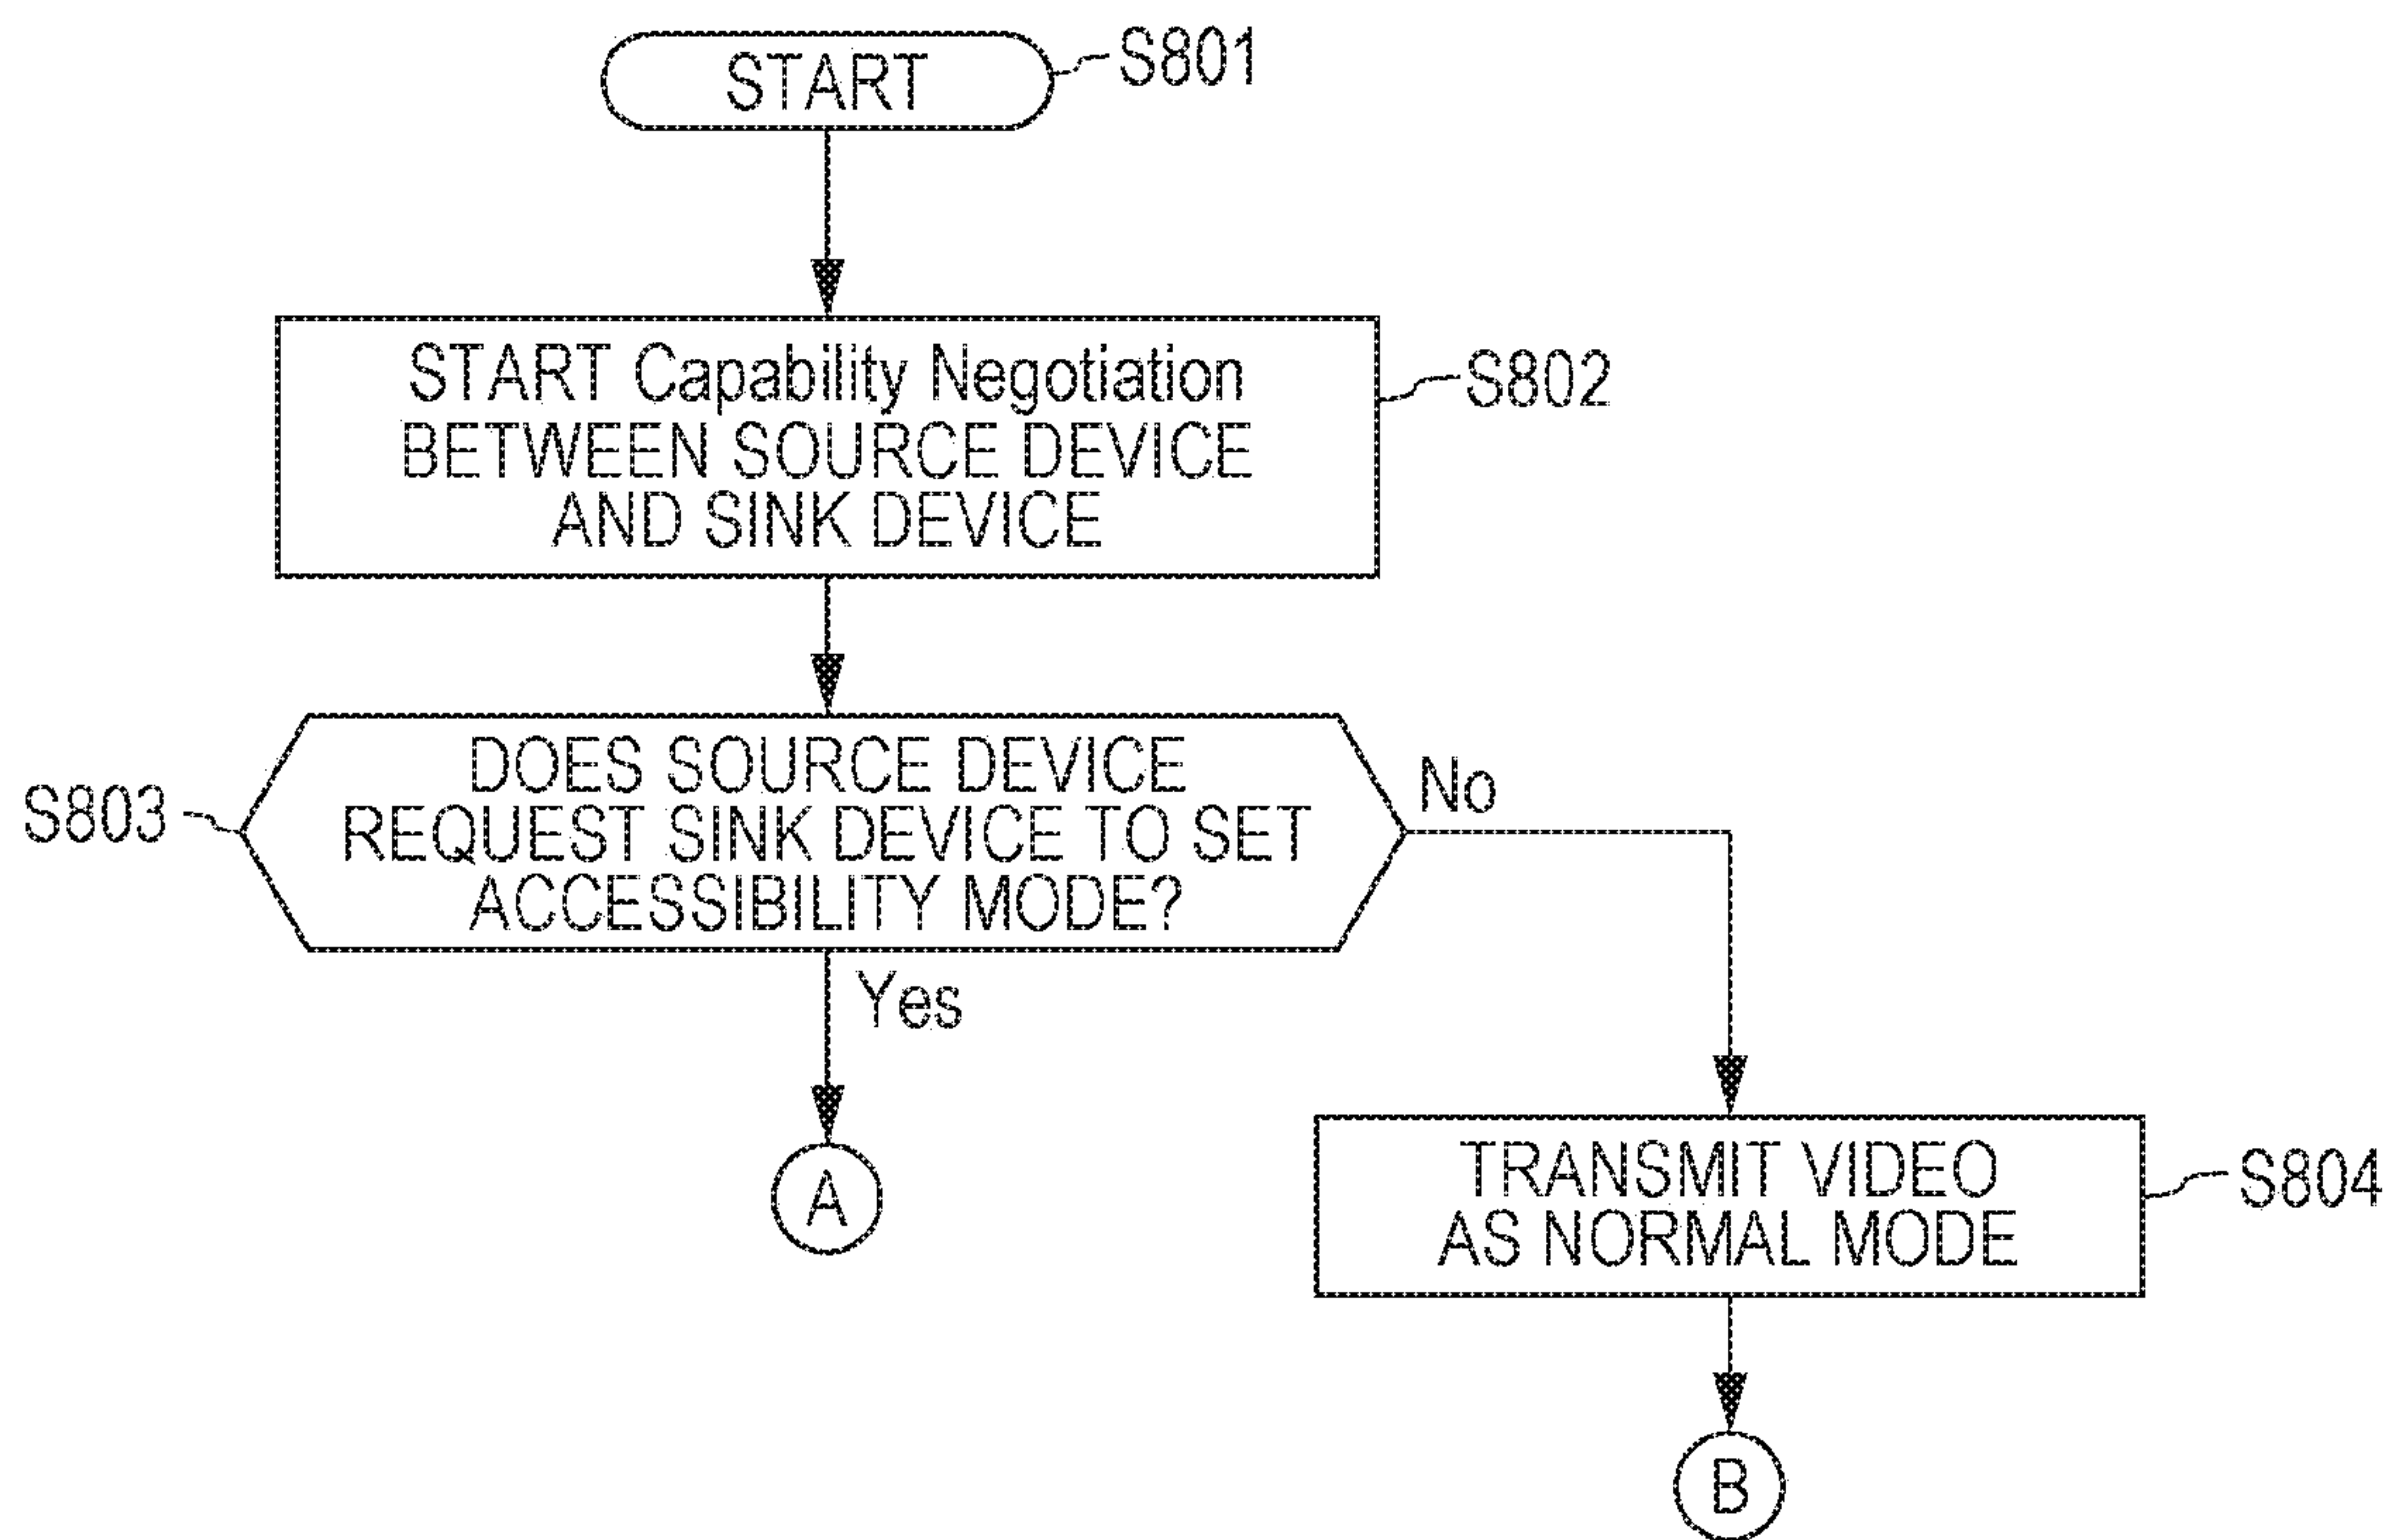 START
S801
START Capability Negotiation
BETWEEN SOURCE DEVICE
AND SINK DEVICE
S802
DOES SOURCE DEVICE
REQUEST SINK DEVICE TO SET
ACCESSIBILITY MODE?
S803
No
Yes
A
TRANSMIT VIDEO
AS NORMAL MODE
S804
B